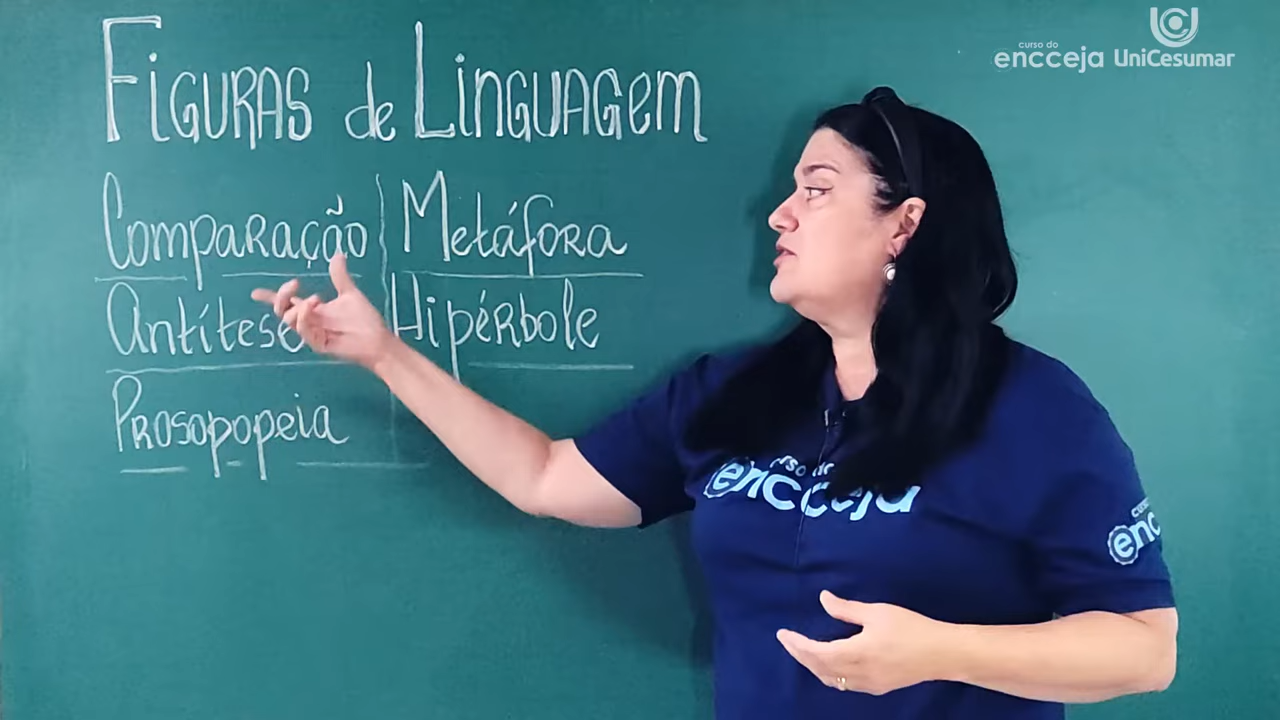 curso do
encceja UniCesumar
Figuras de Linguagem
Comparação Metáfora
Antítese Hipérbole
Prosopopeia
encceja